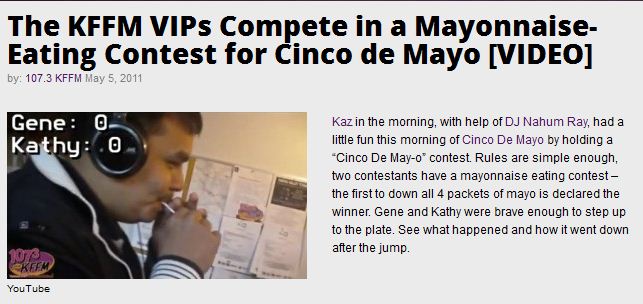 The KFFM VIPs Compete in a Mayonnaise-
Eating Contest for Cinco de Mayo [VIDEO]
by: 107.3 KFFM May 5, 2011
Gene: 0
Kathy: 0
107.3
KFFM
YouTube
Kaz in the morning, with help of DJ Nahum Ray, had a
little fun this morning of Cinco De Mayo by holding a
“Cinco De May-o” contest. Rules are simple enough,
two contestants have a mayonnaise eating contest –
the first to down all 4 packets of mayo is declared the
winner. Gene and Kathy were brave enough to step up
to the plate. See what happened and how it went down
after the jump.